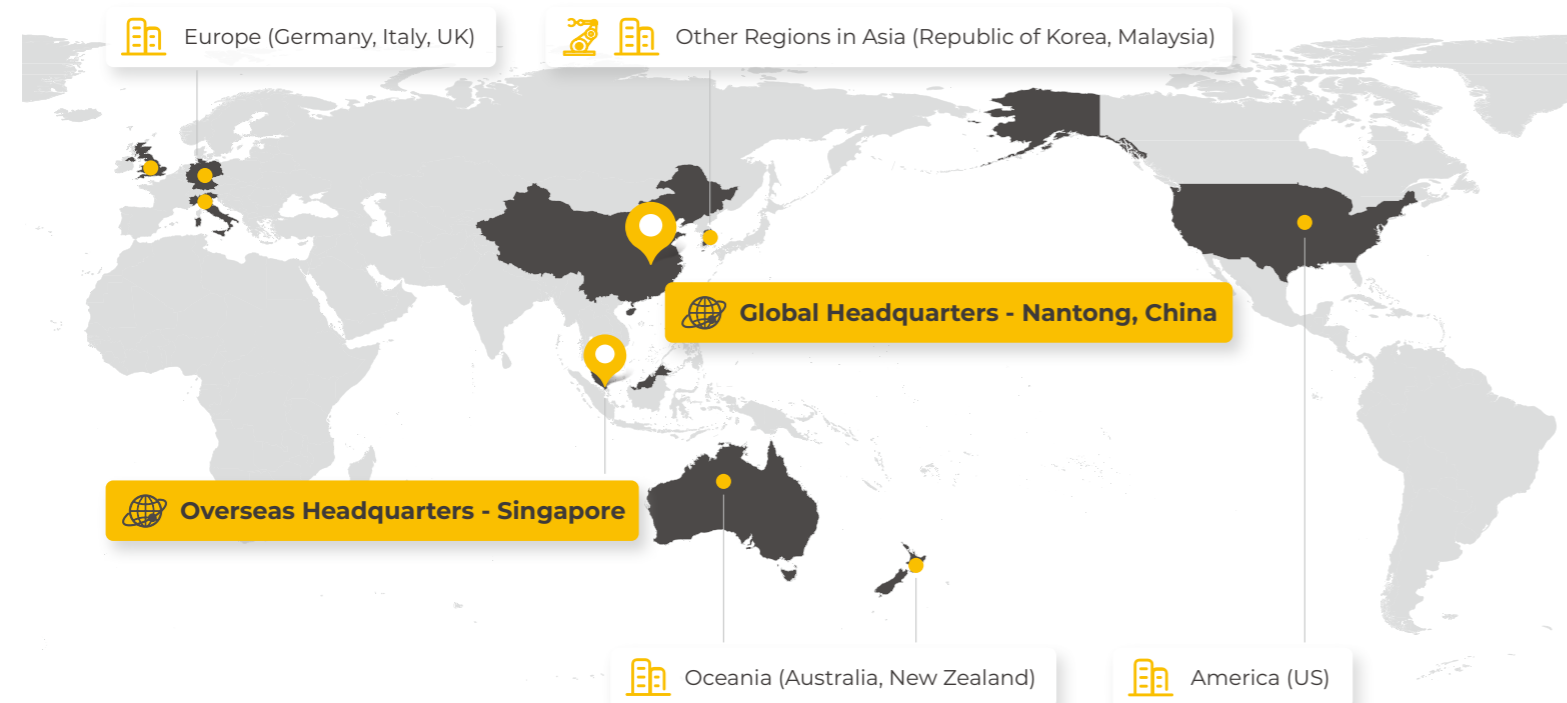 Europe (Germany, Italy, UK)
Other Regions in Asia (Republic of Korea, Malaysia)
Global Headquarters - Nantong, China
Overseas Headquarters - Singapore
Oceania (Australia, New Zealand)
America (US)